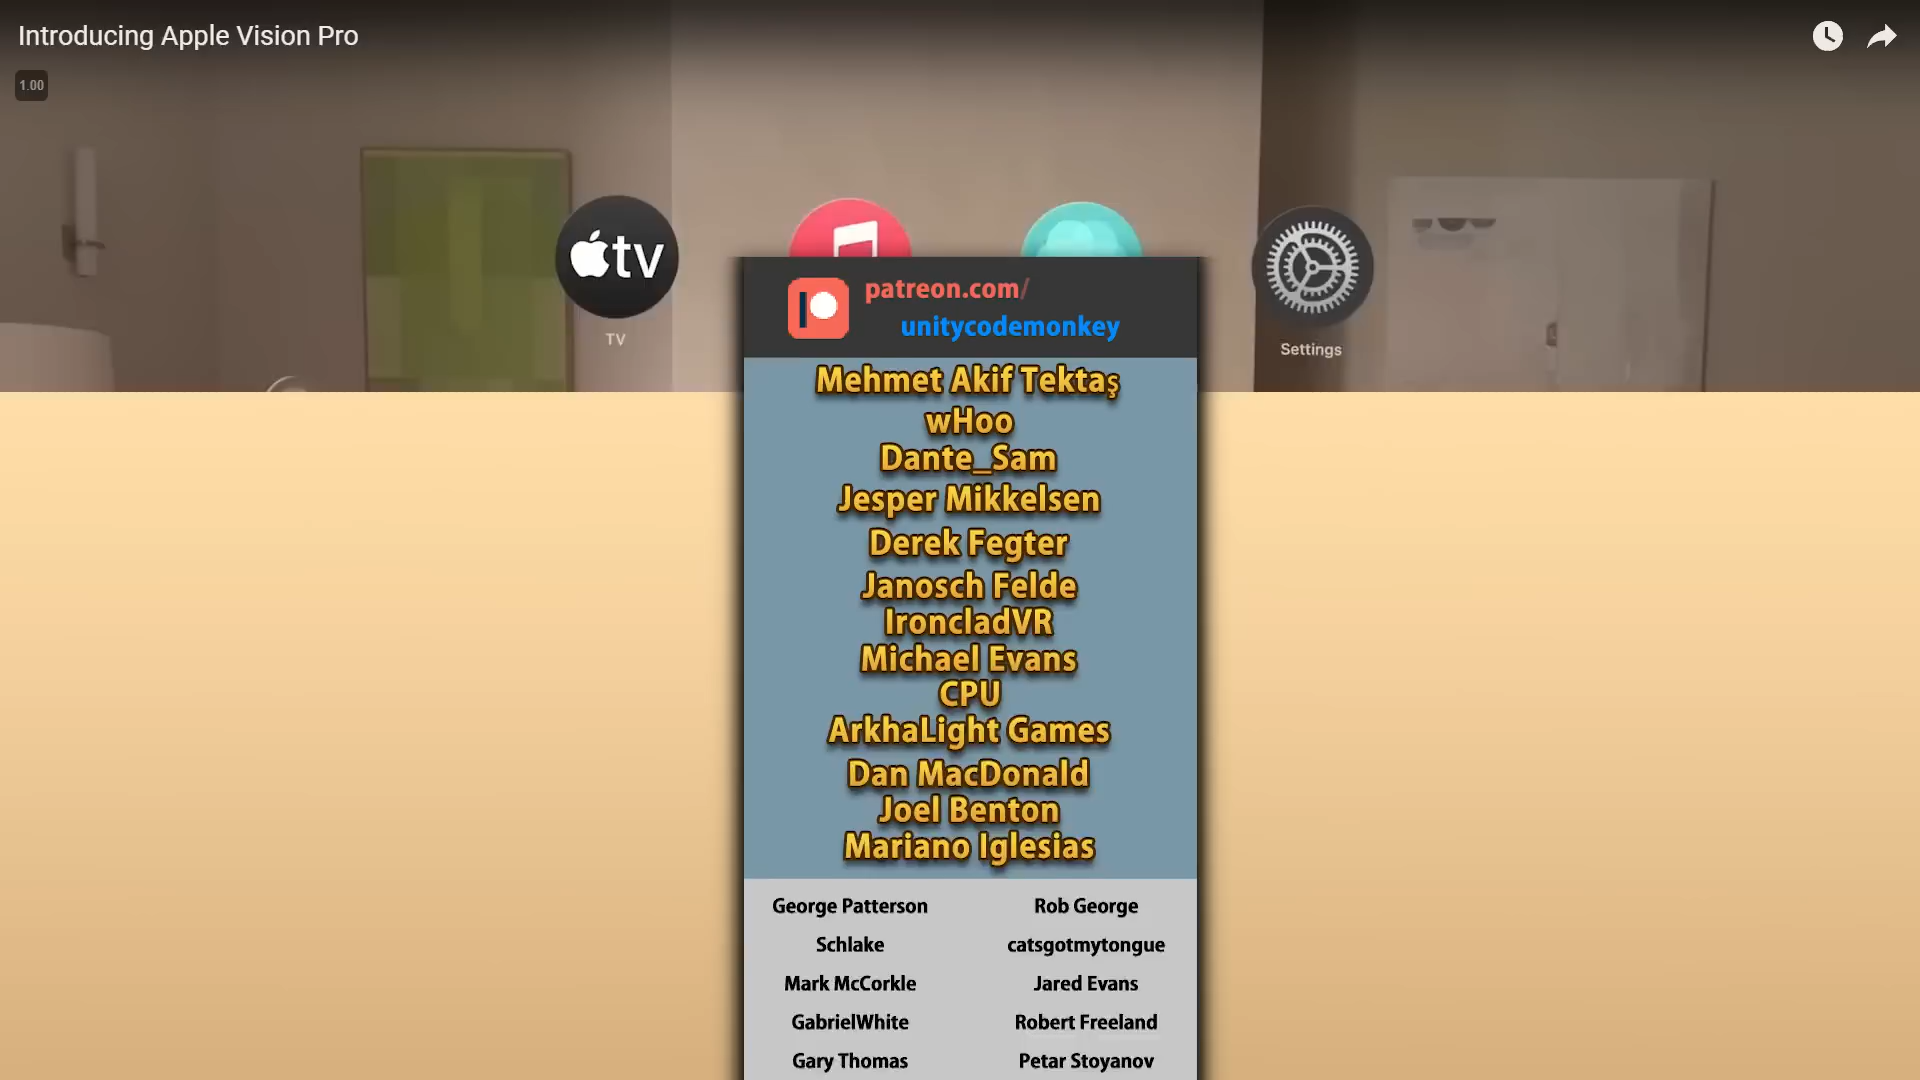 Introducing Apple Vision Pro
1.00
tv
TV
Settings
patreon.com/
unitycodemonkey
Mehmet Akif Tektaş
wHoo
Dante_Sam
Jesper Mikkelsen
Derek Fegter
Janosch Felde
IroncladVR
Michael Evans
CPU
ArkhaLight Games
Dan MacDonald
Joel Benton
Mariano Iglesias
George Patterson Rob George
Schlake catsgotmytongue
Mark McCorkle Jared Evans
GabrielWhite Robert Freeland
Gary Thomas Petar Stoyanov